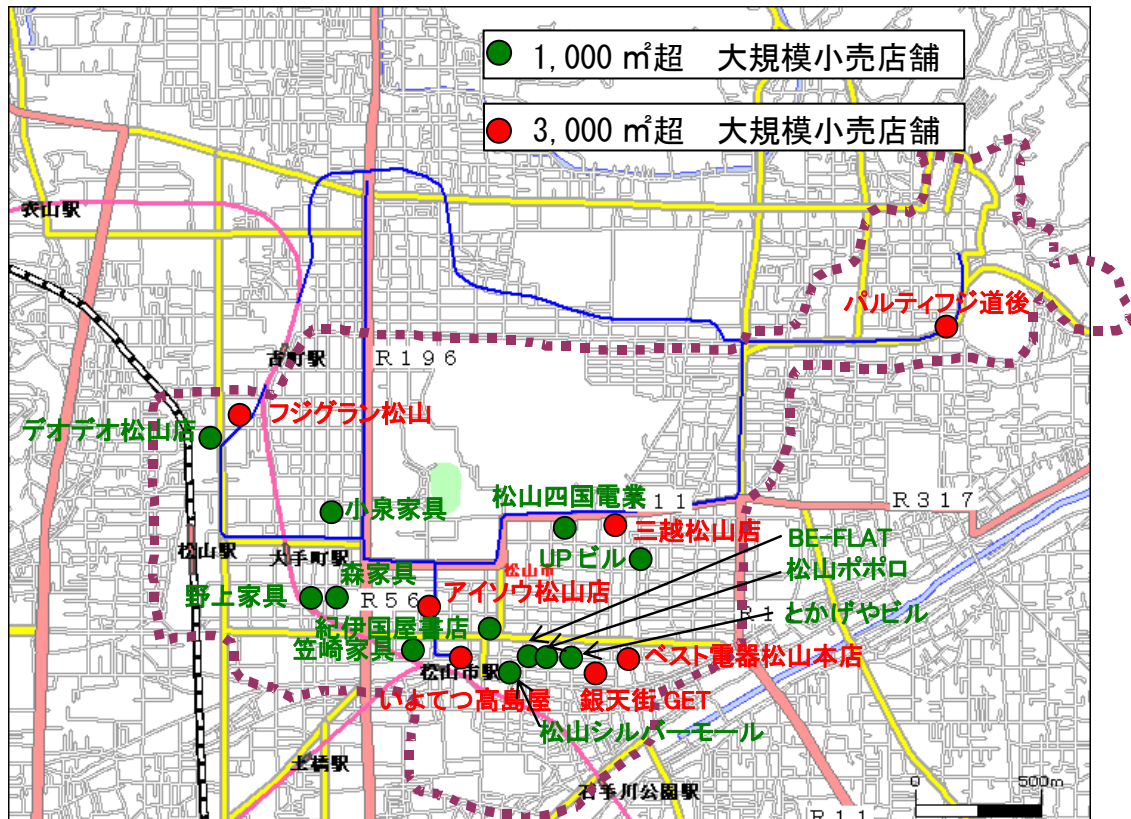 1,000 ㎡超　大規模小売店舗
3,000 ㎡超　大規模小売店舗
衣山駅
パルティフジ道後
古町駅
R196
フジグラン松山
デオデオ松山店
小泉家具
松山四国電業
11
R317
三越松山店
BE-FLAT
松山駅
大手町駅
UPビル
松山市
松山ポポロ
森家具
野上家具
R56
アイソウ松山店
R1
とかげやビル
紀伊国屋書店
笠崎家具
松山市駅
ベスト電器松山本店
いよてつ高島屋
銀天街 GET
松山シルバーモール
土橋駅
石手川公園駅
0
500m
R11